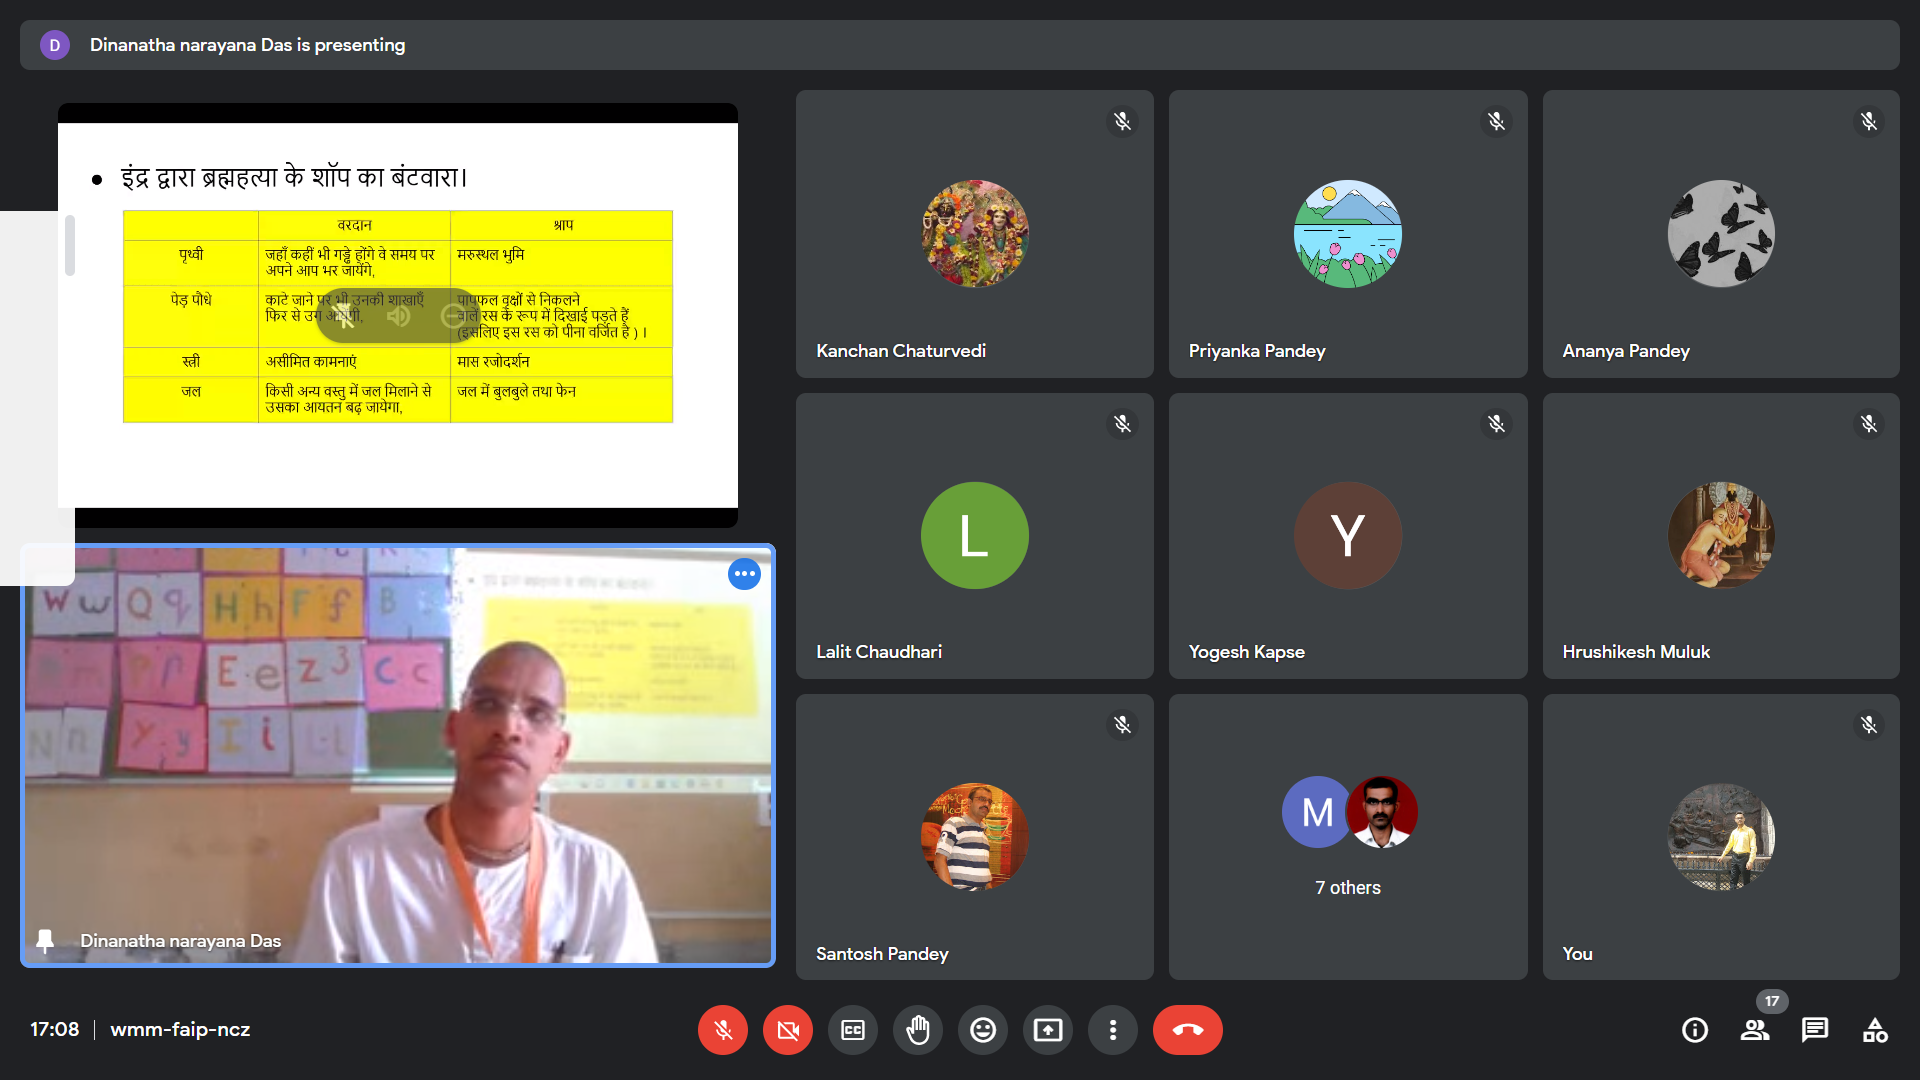 D
Dinanatha narayana Das is presenting
• इंद्र द्वारा ब्रह्महत्या के शॉप का बंटवारा।
वरदान
श्राप
पृथ्वी
जहाँ कहीं भी गड्ढे होंगे वे समय पर
अपने आप भर जायेंगे,
मरुस्थल भुमि
पेड़ पौधे
काटे जाने पर भी उनकी शाखाएँ
फिर से उग
पापफल वृक्षों से निकलने
वाले रस के रूप में दिखाई पड़ते हैं
(इसलिए इस रस को पीना वर्जित है ) ।
स्त्री
असीमित कामनाएं
मास रजोदर्शन
जल
किसी अन्य वस्तु में जल मिलाने से
उसका आयतन बढ़ जायेगा,
जल में बुलबुले तथा फेन
W w Q q H h F f B
E e Z z C c
N n Y y I i L l
Dinanatha narayana Das
Kanchan Chaturvedi
Priyanka Pandey
Ananya Pandey
L
Lalit Chaudhari
Y
Yogesh Kapse
Hrushikesh Muluk
Santosh Pandey
M
7 others
You
17:08 | wmm-faip-ncz
CC
17